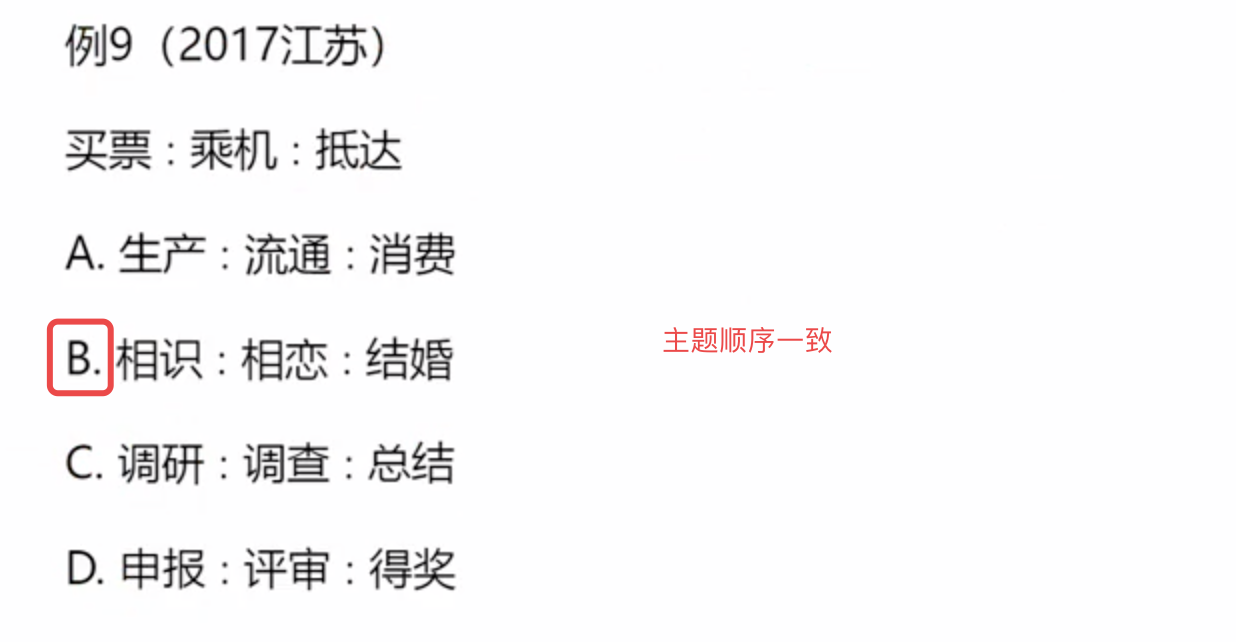 例9（2017江苏）
买票 : 乘机 : 抵达
A. 生产 : 流通 : 消费
B. 相识 : 相恋 : 结婚
主题顺序一致
C. 调研 : 调查 : 总结
D. 申报 : 评审 : 得奖